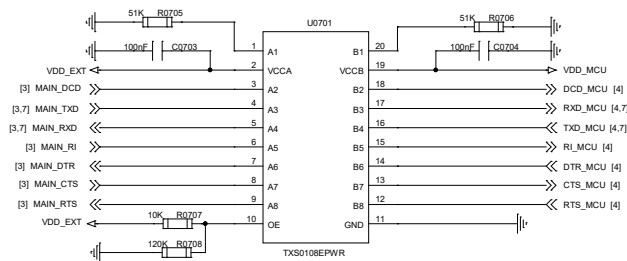 51K R0705
U0701
51K R0706
1 A1
B1 20
100nF C0703
100nF C0704
VDD_EXT 2 VCCA
VCCB 19 VDD_MCU
[3] MAIN_DCD 3 A2
B2 18 DCD_MCU [4]
[3,7] MAIN_TXD 4 A3
B3 17 RXD_MCU [4,7]
[3,7] MAIN_RXD 5 A4
B4 16 TXD_MCU [4,7]
[3] MAIN_RI 6 A5
B5 15 RI_MCU [4]
[3] MAIN_DTR 7 A6
B6 14 DTR_MCU [4]
[3] MAIN_CTS 8 A7
B7 13 CTS_MCU [4]
[3] MAIN_RTS 9 A8
B8 12 RTS_MCU [4]
VDD_EXT 10K R0707 10 OE
GND 11
120K R0708
TXS0108EPWR